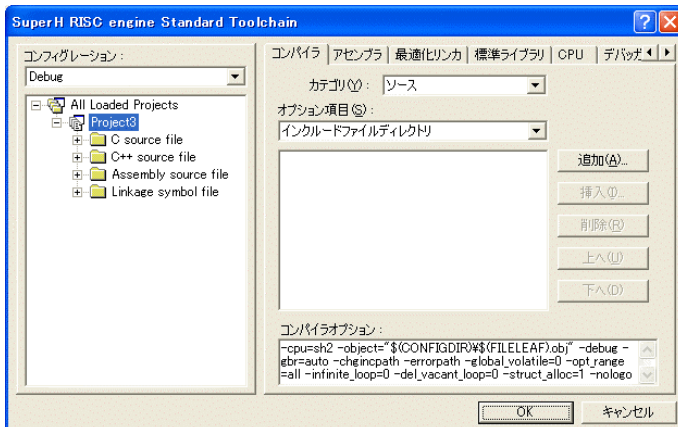 SuperH RISC engine Standard Toolchain
コンフィグレーション :
Debug
All Loaded Projects
Project3
C source file
C++ source file
Assembly source file
Linkage symbol file
コンパイラ アセンブラ 最適化リンカ 標準ライブラリ CPU デバッガ
カテゴリ(Y) : ソース
オプション項目(S) :
インクルードファイルディレクトリ
追加(A)...
挿入(I)...
削除(R)
上へ(U)
下へ(D)
コンパイラオプション :
-cpu=sh2 -object="$(CONFIGDIR)¥$(FILELEAF).obj" -debug -
gbr=auto -chgincpath -errorpath -global_volatile=0 -opt_range
=all -infinite_loop=0 -del_vacant_loop=0 -struct_alloc=1 -nologo
OK キャンセル